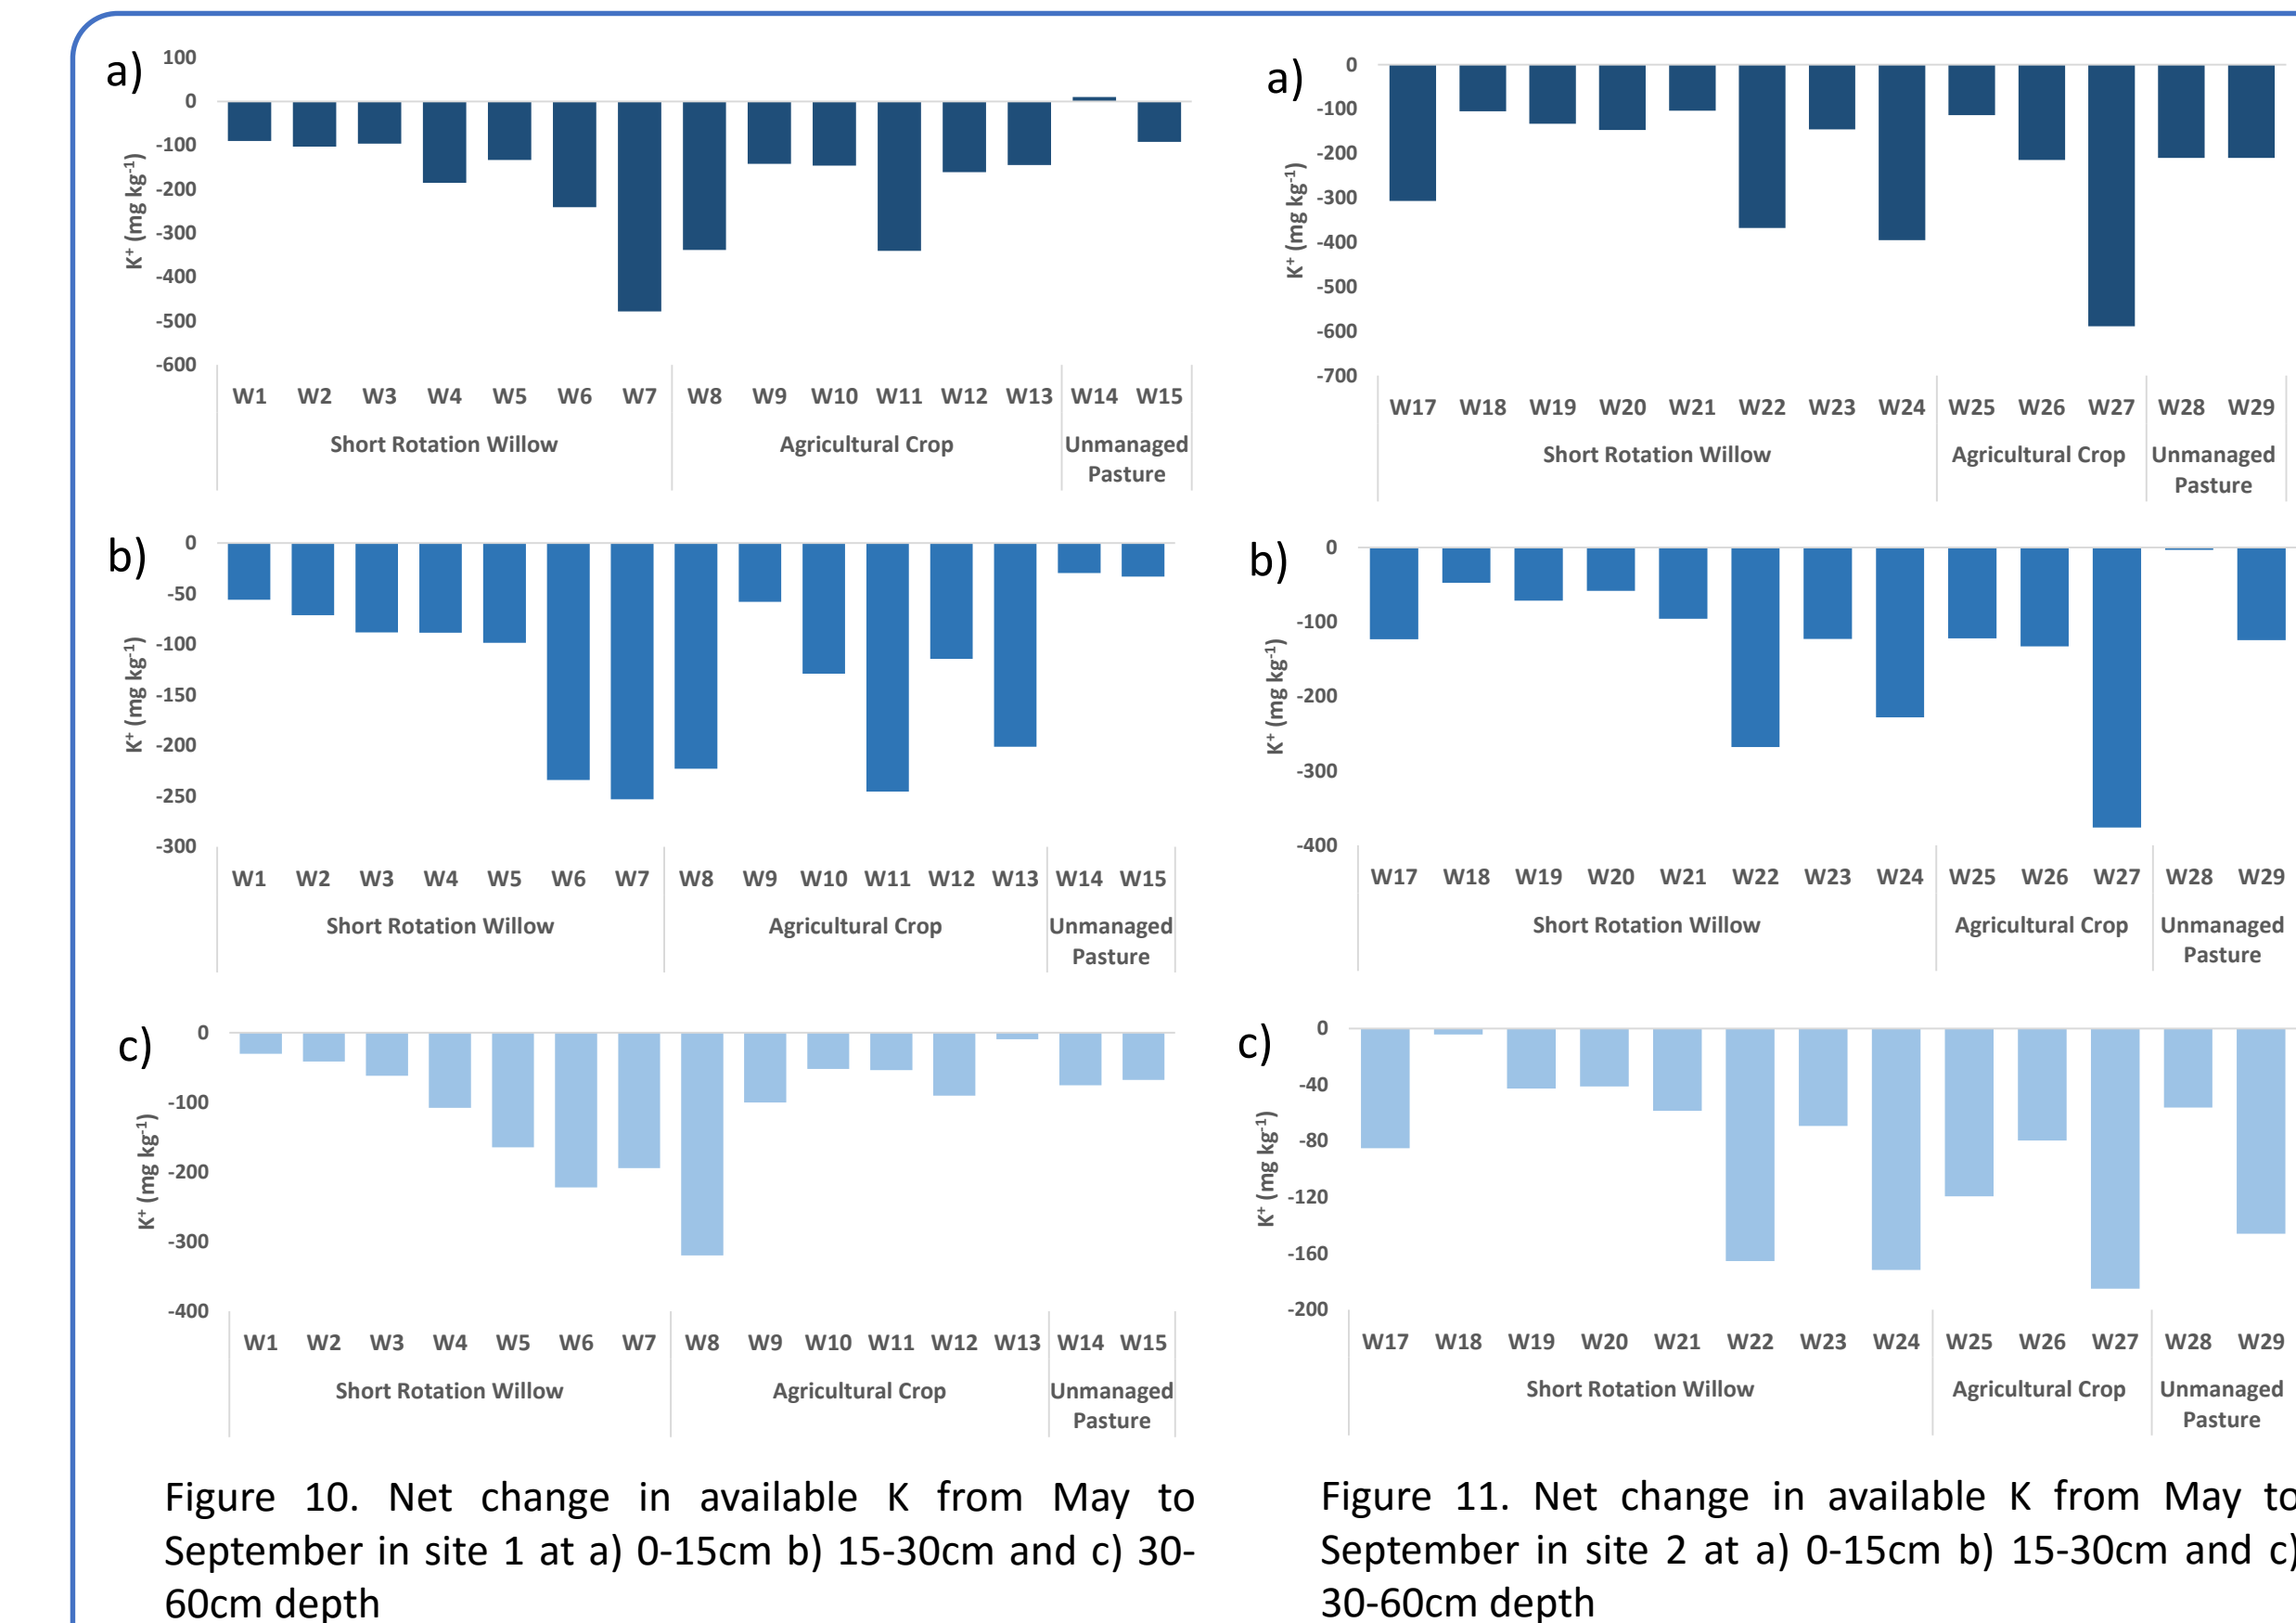 a)
100
0
-100
-200
-300
-400
-500
-600
K⁺ (mg kg⁻¹)
W1 W2 W3 W4 W5 W6 W7 W8 W9 W10 W11 W12 W13 W14 W15
Short Rotation Willow Agricultural Crop Unmanaged
Pasture
b)
0
-50
-100
-150
-200
-250
-300
K⁺ (mg kg⁻¹)
W1 W2 W3 W4 W5 W6 W7 W8 W9 W10 W11 W12 W13 W14 W15
Short Rotation Willow Agricultural Crop Unmanaged
Pasture
c)
0
-100
-200
-300
-400
K⁺ (mg kg⁻¹)
W1 W2 W3 W4 W5 W6 W7 W8 W9 W10 W11 W12 W13 W14 W15
Short Rotation Willow Agricultural Crop Unmanaged
Pasture
Figure 10. Net change in available K from May to
September in site 1 at a) 0-15cm b) 15-30cm and c) 30-
60cm depth
a)
0
-100
-200
-300
-400
-500
-600
-700
K⁺ (mg kg⁻¹)
W17 W18 W19 W20 W21 W22 W23 W24 W25 W26 W27 W28 W29
Short Rotation Willow Agricultural Crop Unmanaged
Pasture
b)
0
-100
-200
-300
-400
K⁺ (mg kg⁻¹)
W17 W18 W19 W20 W21 W22 W23 W24 W25 W26 W27 W28 W29
Short Rotation Willow Agricultural Crop Unmanaged
Pasture
c)
0
-40
-80
-120
-160
-200
K⁺ (mg kg⁻¹)
W17 W18 W19 W20 W21 W22 W23 W24 W25 W26 W27 W28 W29
Short Rotation Willow Agricultural Crop Unmanaged
Pasture
Figure 11. Net change in available K from May to
September in site 2 at a) 0-15cm b) 15-30cm and c)
30-60cm depth